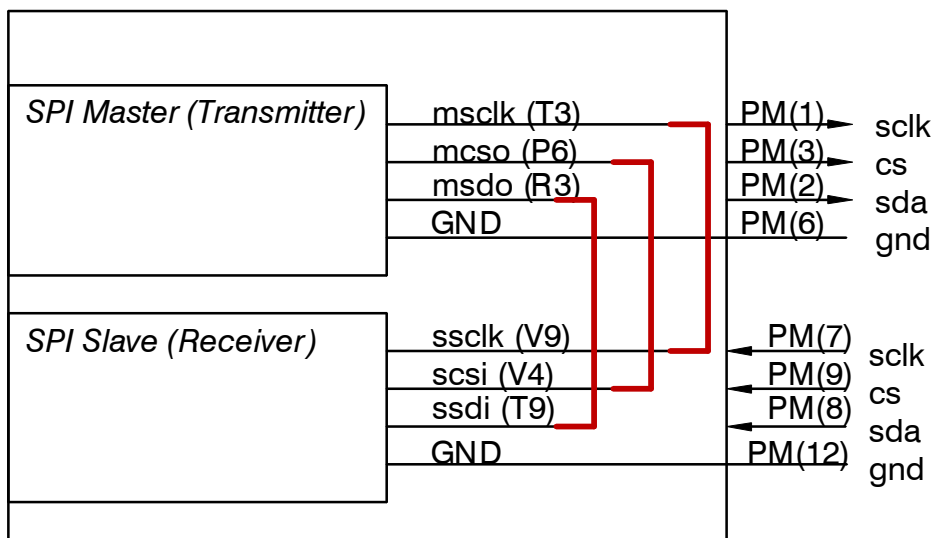 SPI Master (Transmitter)
msclk (T3)
PM(1)
sclk
mcso (P6)
PM(3)
cs
msdo (R3)
PM(2)
sda
GND
PM(6)
gnd
SPI Slave (Receiver)
ssclk (V9)
PM(7)
sclk
scsi (V4)
PM(9)
cs
ssdi (T9)
PM(8)
sda
GND
PM(12)
gnd